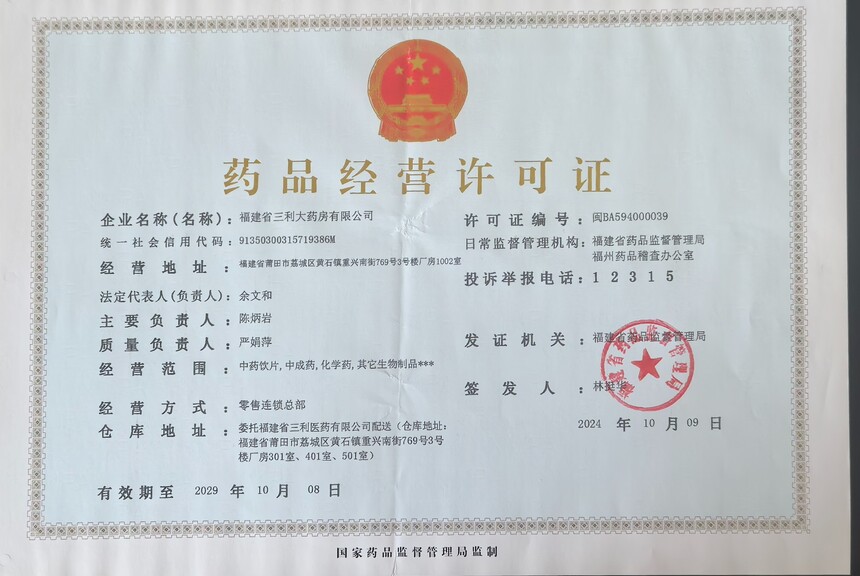 药品经营许可证
企业名称(名称)：福建省三利大药房有限公司
统一社会信用代码：91350300315719386M
经营地址：福建省莆田市荔城区黄石镇重兴南街769号3号楼厂房1002室
法定代表人(负责人)：余文和
主要负责人：陈炳岩
质量负责人：严娟萍
经营范围：中药饮片,中成药,化学药,其它生物制品***
经营方式：零售连锁总部
仓库地址：委托福建省三利医药有限公司配送（仓库地址：
福建省莆田市荔城区黄石镇重兴南街769号3号
楼厂房301室、401室、501室）
有效期至 2029 年 10 月 08 日
许可证编号：闽BA594000039
日常监督管理机构：福建省药品监督管理局
福州药品稽查办公室
投诉举报电话：12315
发证机关：福建省药品监督管理局
签发人：林挺华
福建省药品监督管理局
2024 年 10 月 09 日
国家药品监督管理局监制